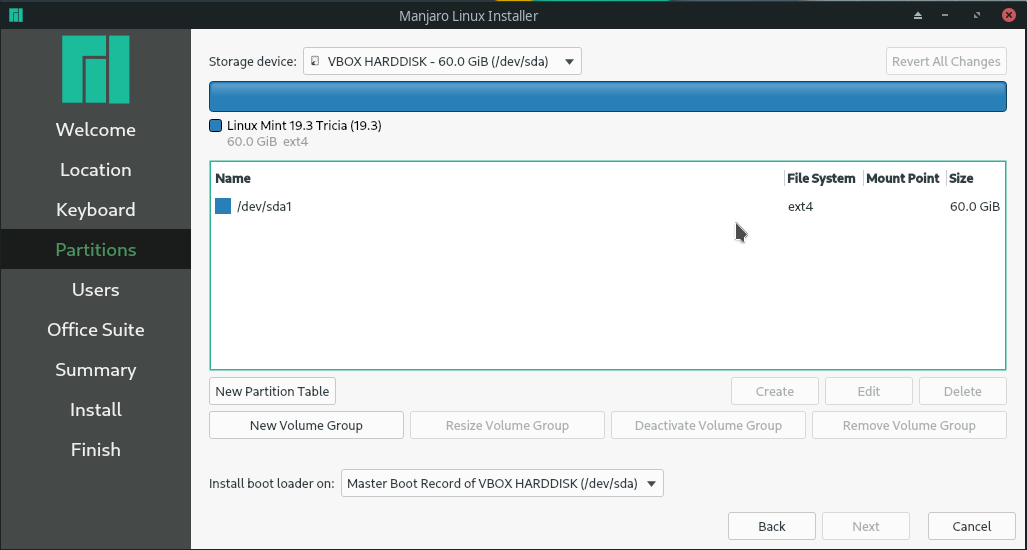 Manjaro Linux Installer
Welcome
Location
Keyboard
Partitions
Users
Office Suite
Summary
Install
Finish
Storage device: VBOX HARDDISK - 60.0 GiB (/dev/sda) Revert All Changes
Linux Mint 19.3 Tricia (19.3)
60.0 GiB ext4
Name File System Mount Point Size
/dev/sda1 ext4 60.0 GiB
New Partition Table Create Edit Delete
New Volume Group Resize Volume Group Deactivate Volume Group Remove Volume Group
Install boot loader on: Master Boot Record of VBOX HARDDISK (/dev/sda)
Back Next Cancel